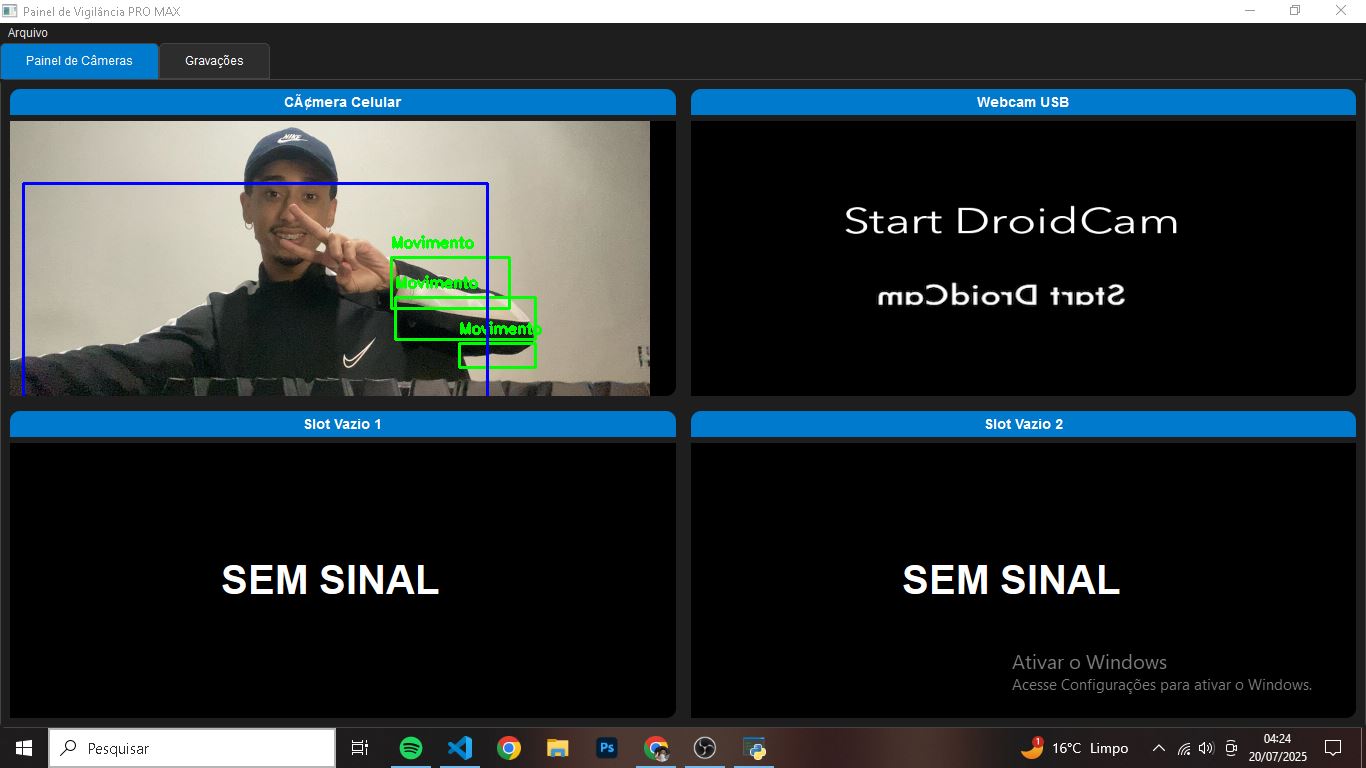 Painel de Vigilância PRO MAX
Arquivo
Painel de Câmeras
Gravações
CÃ¢mera Celular
Webcam USB
NIKE
Movimento
Movimento
Movimento
Start DroidCam
Start DroidCam
Slot Vazio 1
Slot Vazio 2
SEM SINAL
SEM SINAL
Ativar o Windows
Acesse Configurações para ativar o Windows.
Pesquisar
Ps
1
16°C Limpo
04:24
20/07/2025